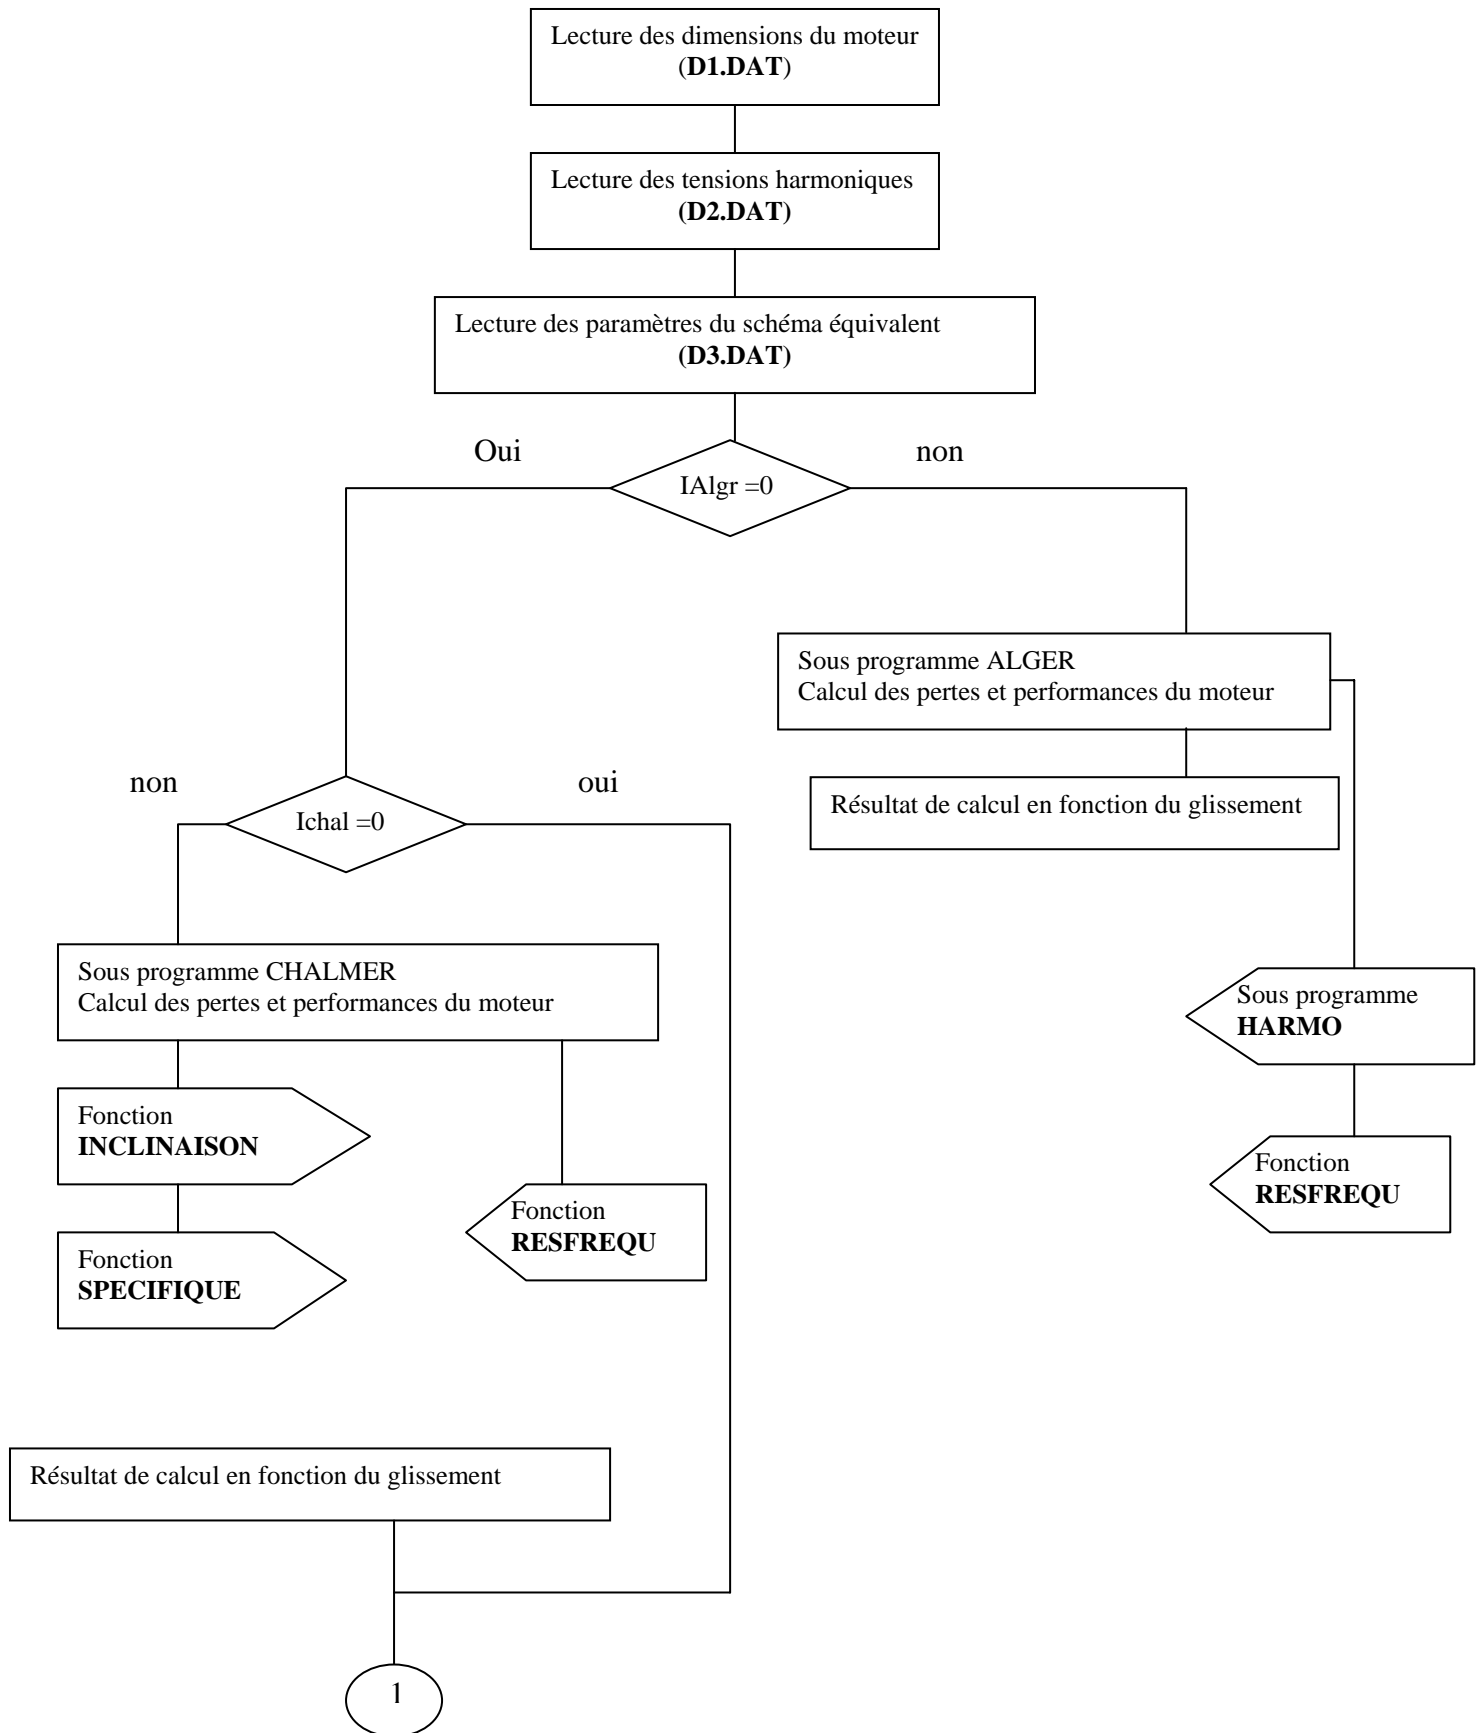 Lecture des dimensions du moteur
(D1.DAT)
Lecture des tensions harmoniques
(D2.DAT)
Lecture des paramètres du schéma équivalent
(D3.DAT)
Oui
non
IAlgr =0
Sous programme ALGER
Calcul des pertes et performances du moteur
non
oui
Résultat de calcul en fonction du glissement
Ichal =0
Sous programme CHALMER
Calcul des pertes et performances du moteur
Sous programme
HARMO
Fonction
INCLINAISON
Fonction
RESFREQU
Fonction
RESFREQU
Fonction
SPECIFIQUE
Résultat de calcul en fonction du glissement
1